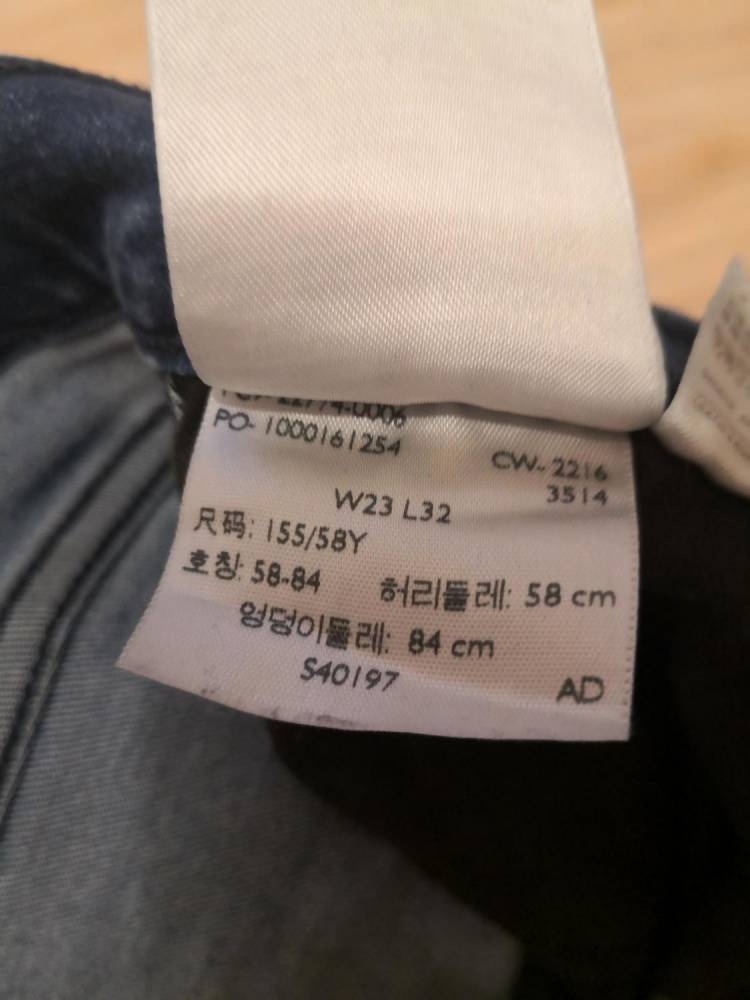 PO- 1000161254
CW- 2216
3514
W23 L32
尺码: 155/58Y
호칭: 58-84 허리둘레: 58 cm
엉덩이둘레: 84 cm
S40197
AD